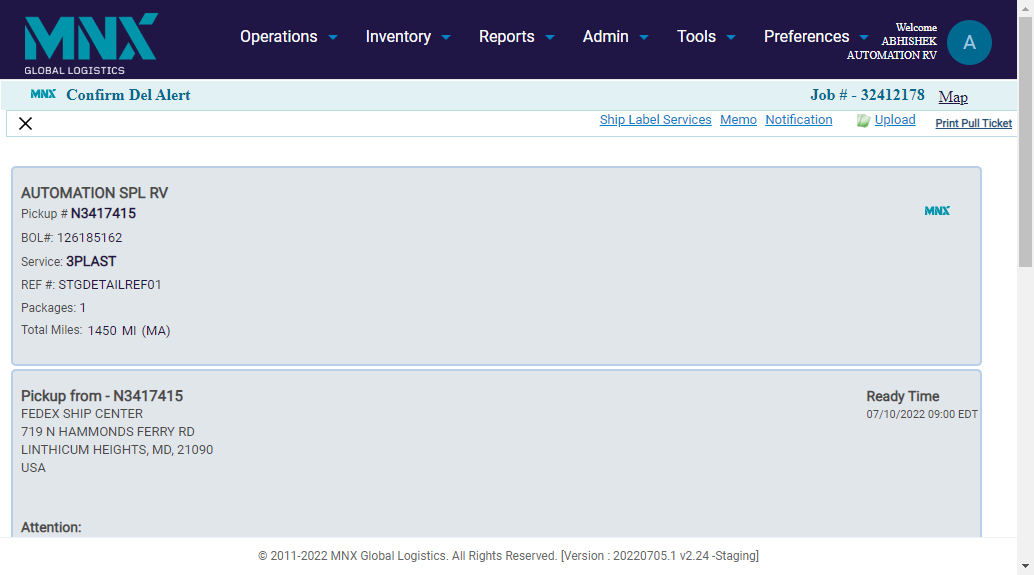 MNX
GLOBAL LOGISTICS
Operations Inventory Reports Admin Tools Preferences
Welcome
ABHISHEK
AUTOMATION RV
A
MNX Confirm Del Alert Job # - 32412178 Map
Ship Label Services Memo Notification Upload Print Pull Ticket
AUTOMATION SPL RV
Pickup # N3417415
MNX
BOL#: 126185162
Service: 3PLAST
REF #: STGDETAILREF01
Packages: 1
Total Miles: 1450 MI (MA)
Pickup from - N3417415 Ready Time
FEDEX SHIP CENTER 07/10/2022 09:00 EDT
719 N HAMMONDS FERRY RD
LINTHICUM HEIGHTS, MD, 21090
USA
Attention:
© 2011-2022 MNX Global Logistics. All Rights Reserved. [Version : 20220705.1 v2.24 -Staging]